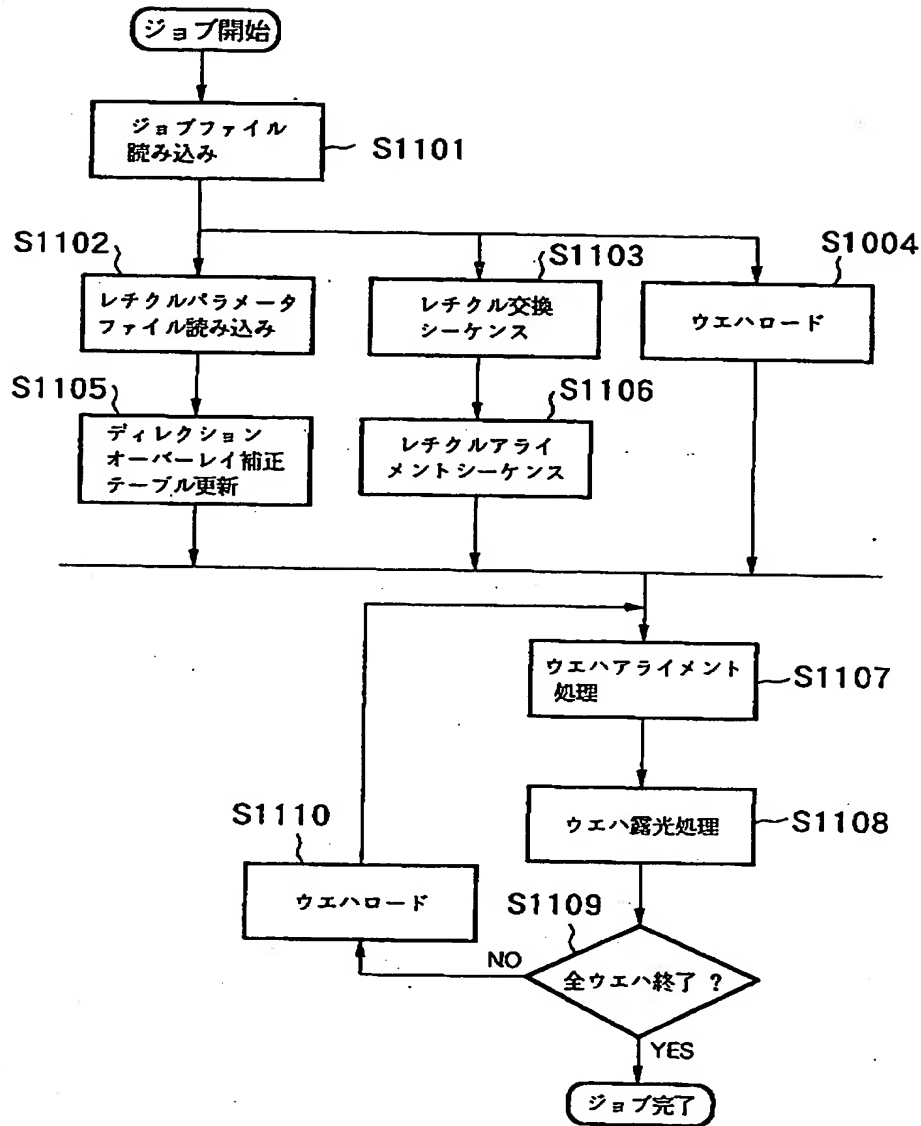 ジョブ開始
ジョブファイル
読み込み
S1101
S1102
S1103
S1004
レチクルパラメータ
ファイル読み込み
レチクル交換
シーケンス
ウエハロード
S1105
S1106
ディレクション
オーバーレイ補正
テーブル更新
レチクルアライ
メントシーケンス
ウエハアライメント
処理
S1107
ウエハ露光処理
S1108
S1110
ウエハロード
S1109
NO
全ウエハ終了 ?
YES
ジョブ完了